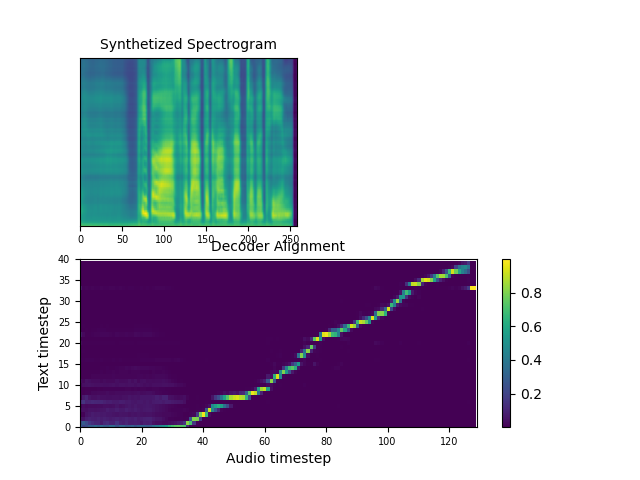 Synthetized Spectrogram
0 50 100 150 200 250
Decoder Alignment
40
35
30
25
20
15
10
5
0
Text timestep
0 20 40 60 80 100 120
Audio timestep
0.8
0.6
0.4
0.2